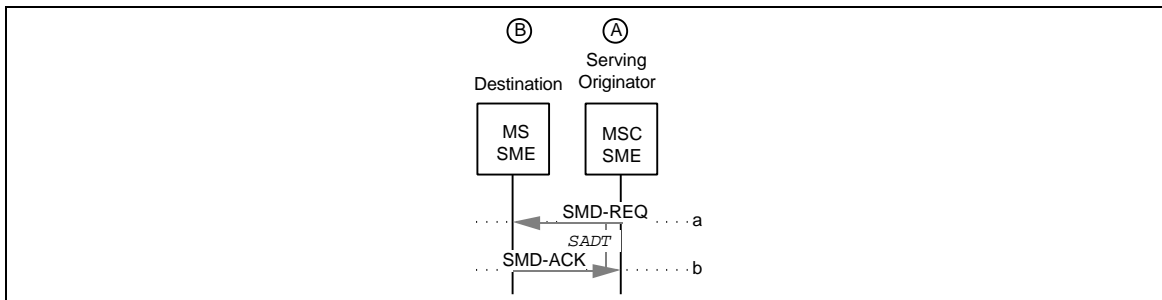 B A
Serving
Originator
Destination
MS
SME
MSC
SME
SMD-REQ a
SADT
SMD-ACK b